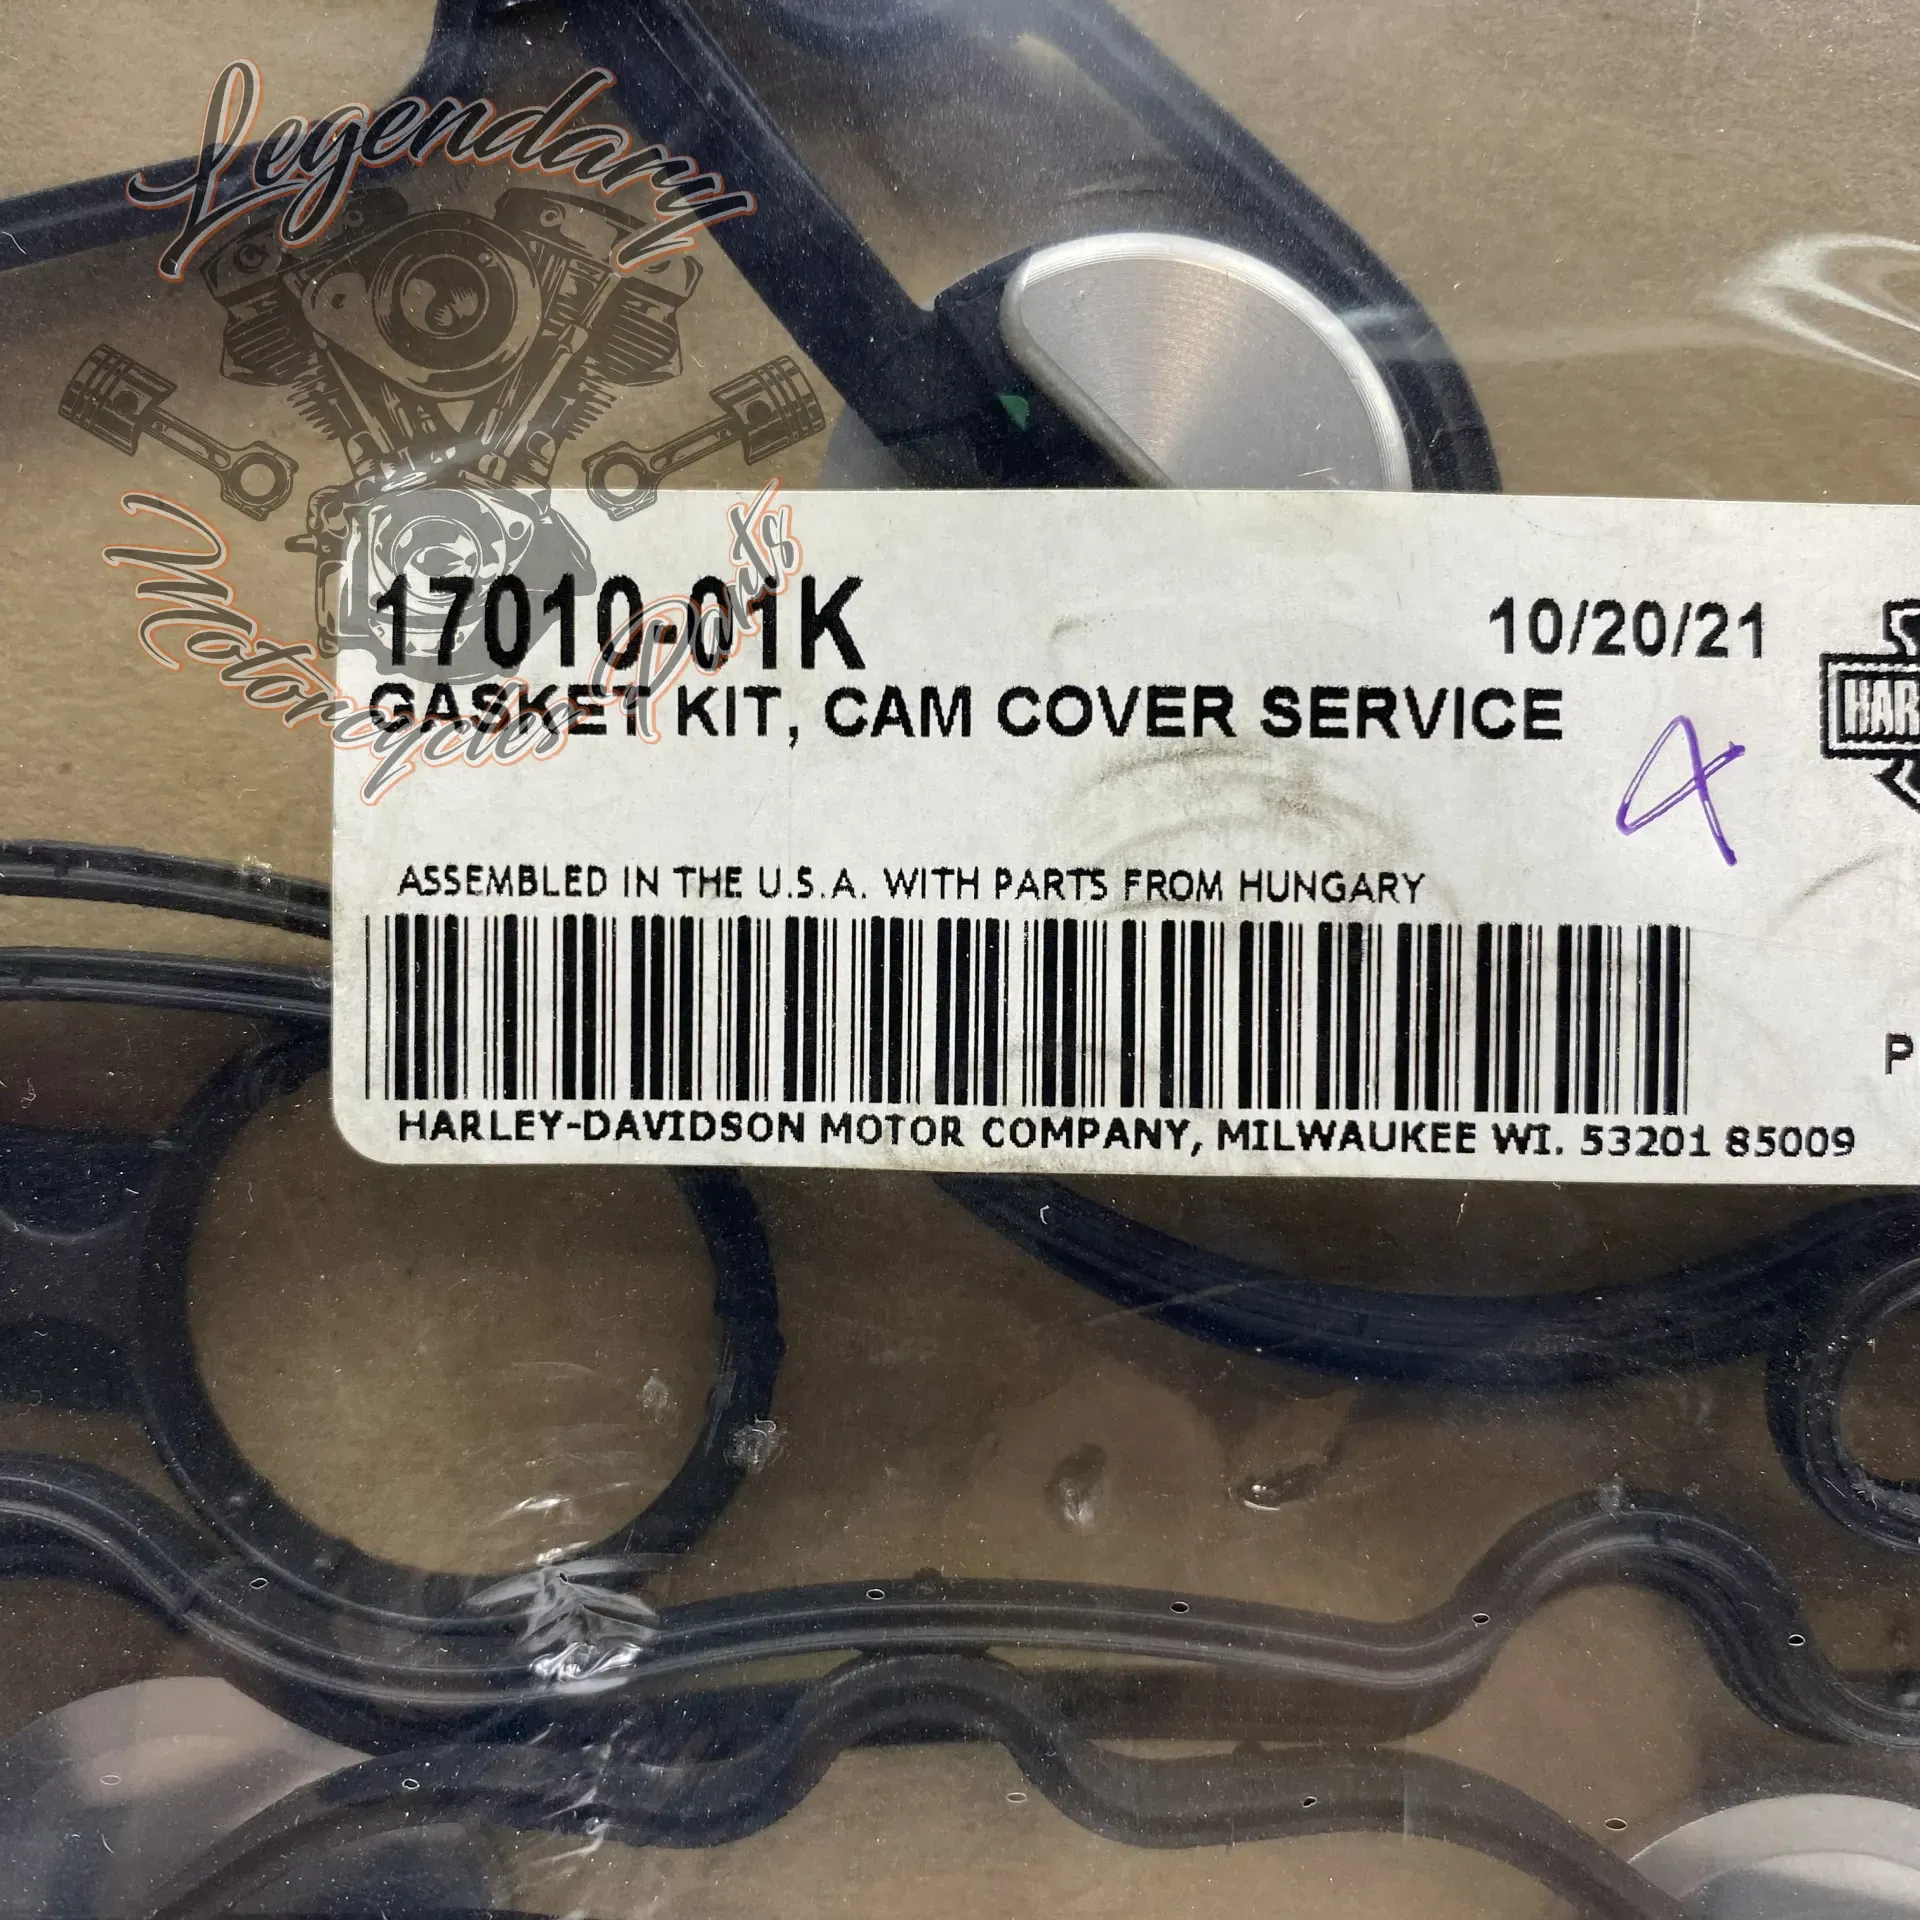 Legendary
Motorcycles Parts
17010-01K
10/20/21
GASKET KIT, CAM COVER SERVICE
HAR
ASSEMBLED IN THE U.S.A. WITH PARTS FROM HUNGARY
P
HARLEY-DAVIDSON MOTOR COMPANY, MILWAUKEE WI. 53201 85009